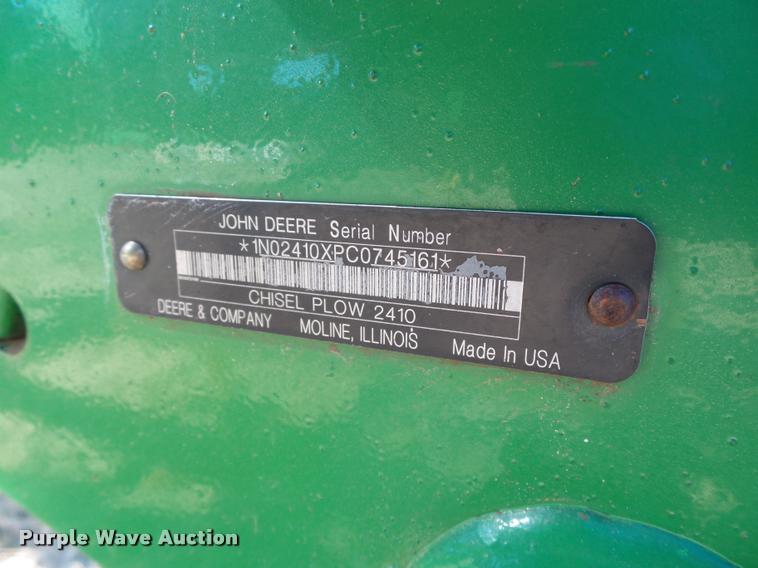 JOHN DEERE Serial Number
*1N02410XPC0745161*
CHISEL PLOW 2410
DEERE & COMPANY MOLINE, ILLINOIS Made In USA
Purple Wave Auction